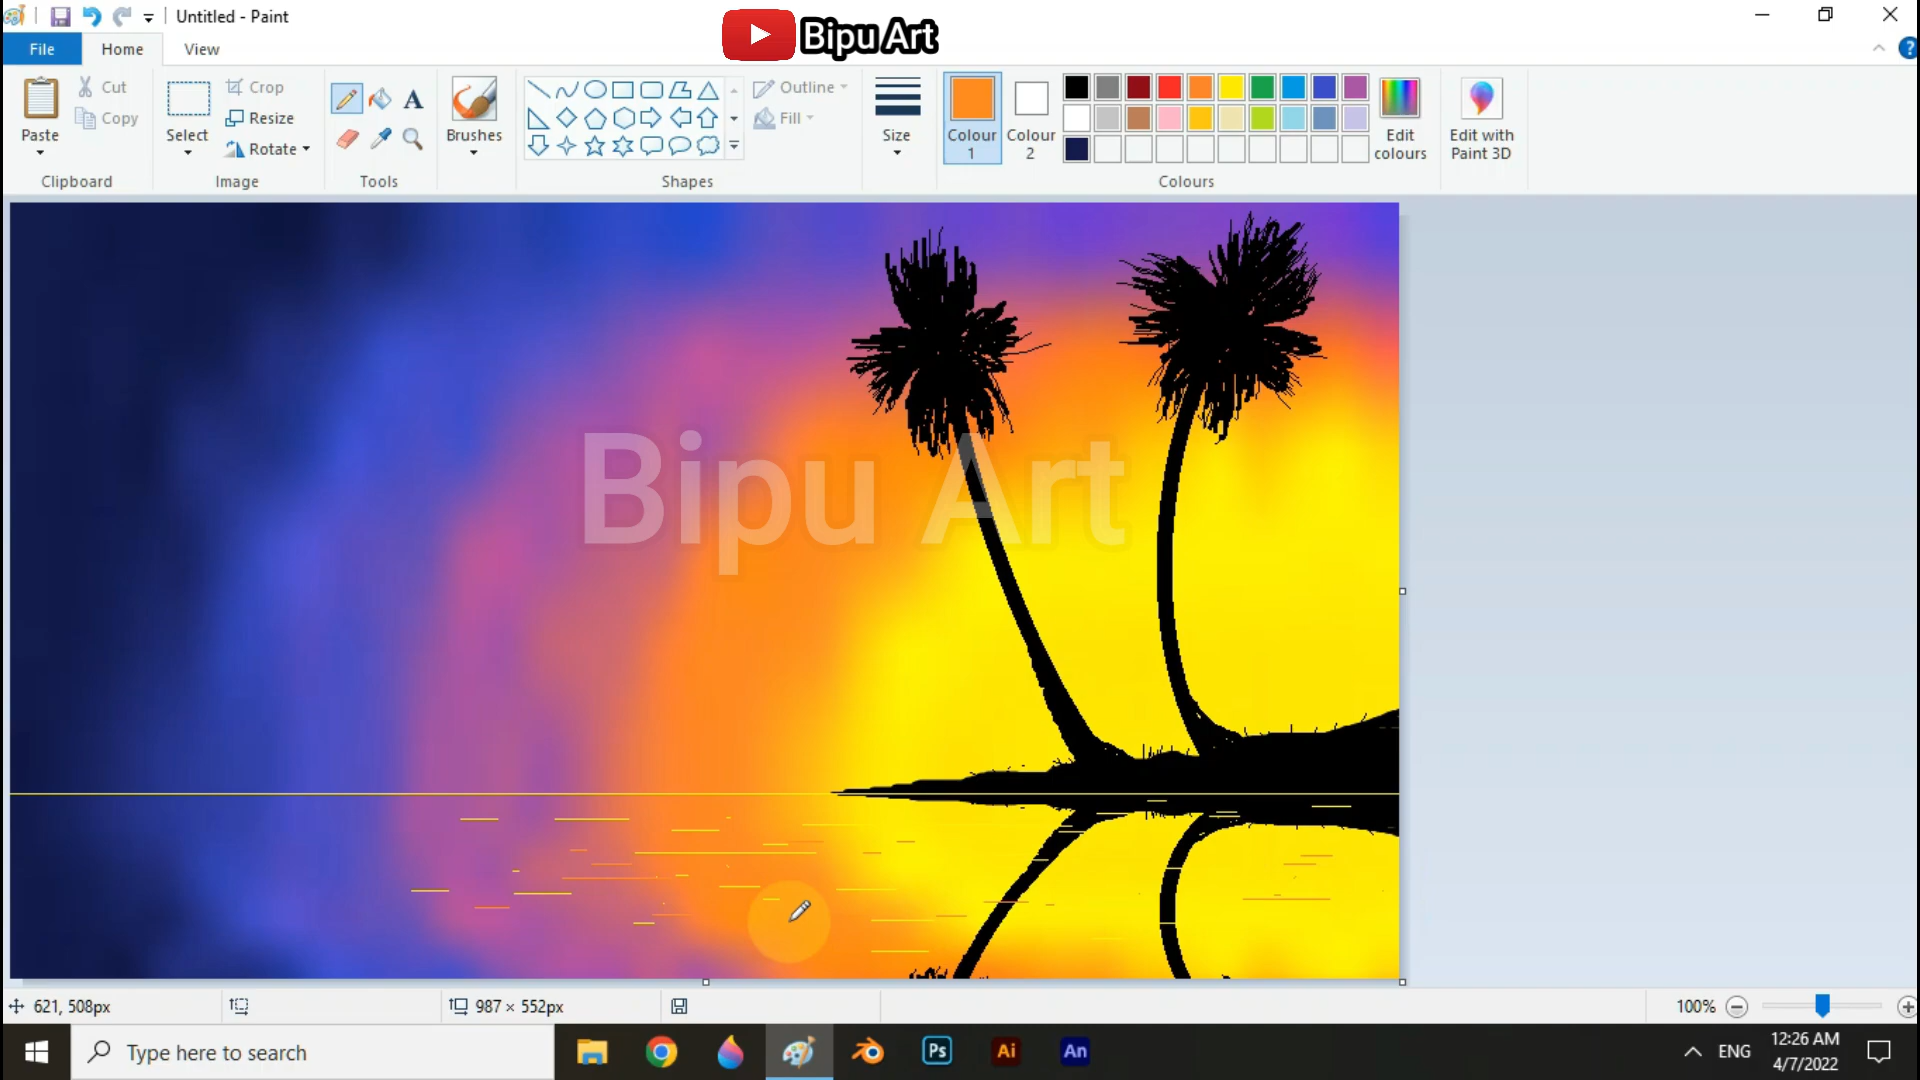 Untitled - Paint
Bipu Art
File
Home
View
Paste
Cut
Copy
Clipboard
Select
Crop
Resize
Rotate
Image
A
Tools
Brushes
Outline
Fill
Shapes
Size
Colour
1
Colour
2
Edit
colours
Edit with
Paint 3D
Colours
?
Bipu Art
621, 508px
987 × 552px
100%
Type here to search
Ps
Ai
An
ENG
12:26 AM
4/7/2022